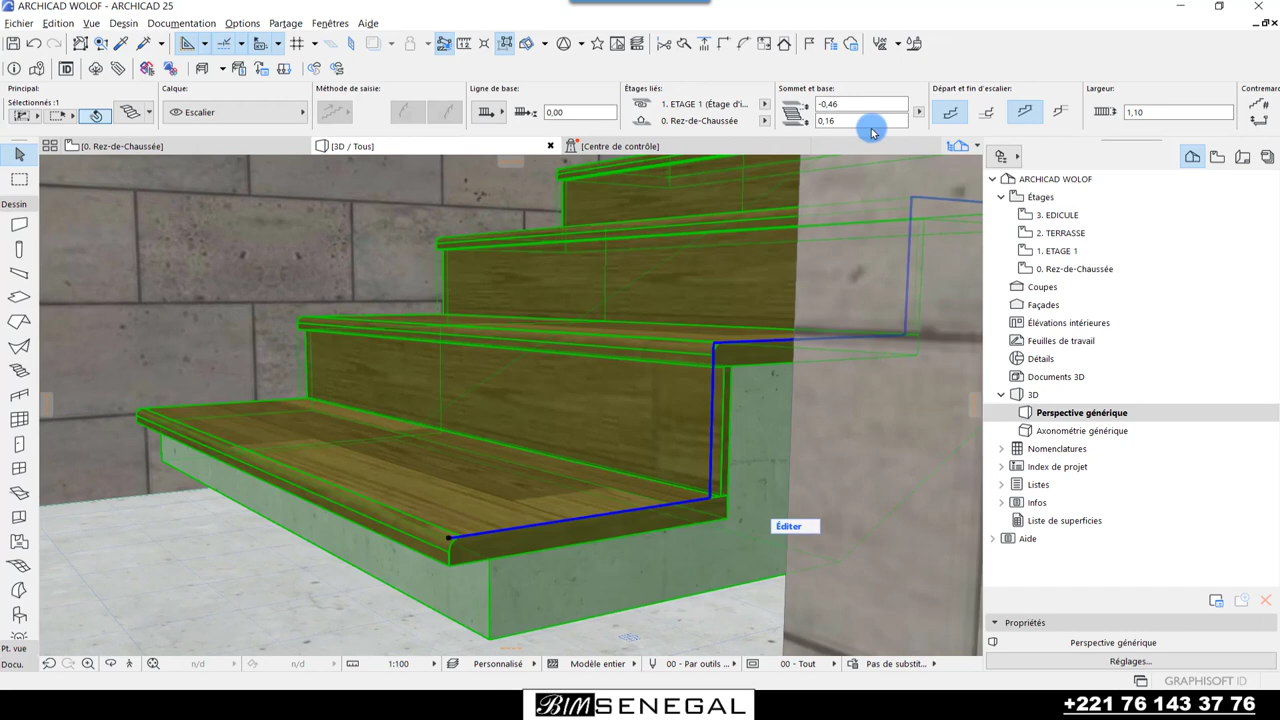 ARCHICAD WOLOF - ARCHICAD 25
Fichier Edition Vue Dessin Options Documentation Partage Fenêtres Aide
Principal:
Sélectionnés :1
Calque:
Escalier
Méthode de saisie:
Ligne de base:
0,00
Étages liés:
1. ETAGE 1 (Étage d'i...
0. Rez-de-Chaussée
Sommet et base:
-0,46
0,16
Départ et fin d'escalier:
Largeur:
1,10
Contremarc
[0. Rez-de-Chaussée]
[3D / Tous]
[Centre de contrôle]
Dessin
Pt. vue
Docu.
Éditer
ARCHICAD WOLOF
Étages
3. EDICULE
2. TERRASSE
1. ETAGE 1
0. Rez-de-Chaussée
Coupes
Façades
Élévations intérieures
Feuilles de travail
Détails
Documents 3D
3D
Perspective générique
Axonométrie générique
Nomenclatures
Index de projet
Listes
Infos
Liste de superficies
Aide
Propriétés
Perspective générique
Réglages...
n/d
n/d
1:100
Personnalisé
Modèle entier
00 - Par outils ...
00 - Tout
Pas de substit...
GRAPHISOFT ID
BIMSENEGAL
+221 76 143 37 76